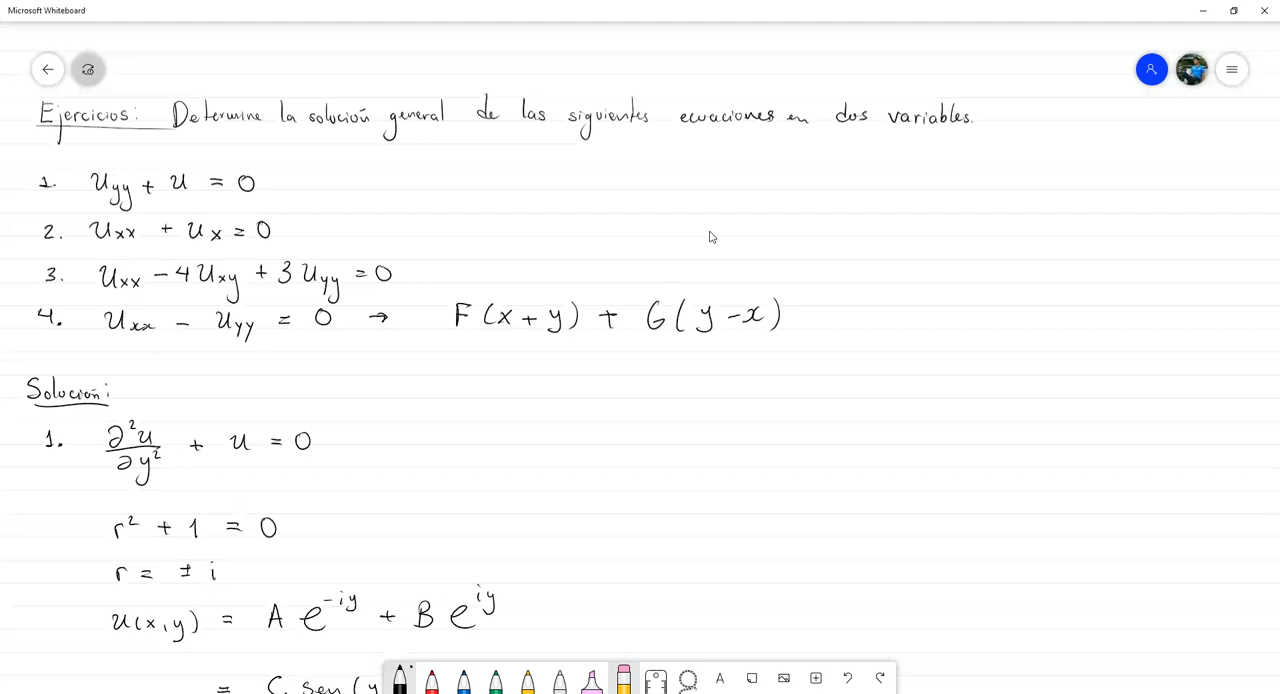 Microsoft Whiteboard
Ejercicios: Determine la solución general de las siguientes ecuaciones en dos variables.
1. u_yy + u = 0
2. u_xx + u_x = 0
3. u_xx - 4u_xy + 3u_yy = 0
4. u_xx - u_yy = 0 → F(x+y) + G(y-x)
Solución:
1. ∂²u/∂y² + u = 0
r² + 1 = 0
r = ± i
u(x,y) = A e^{-iy} + B e^{iy}
= C₁ sen(y
A